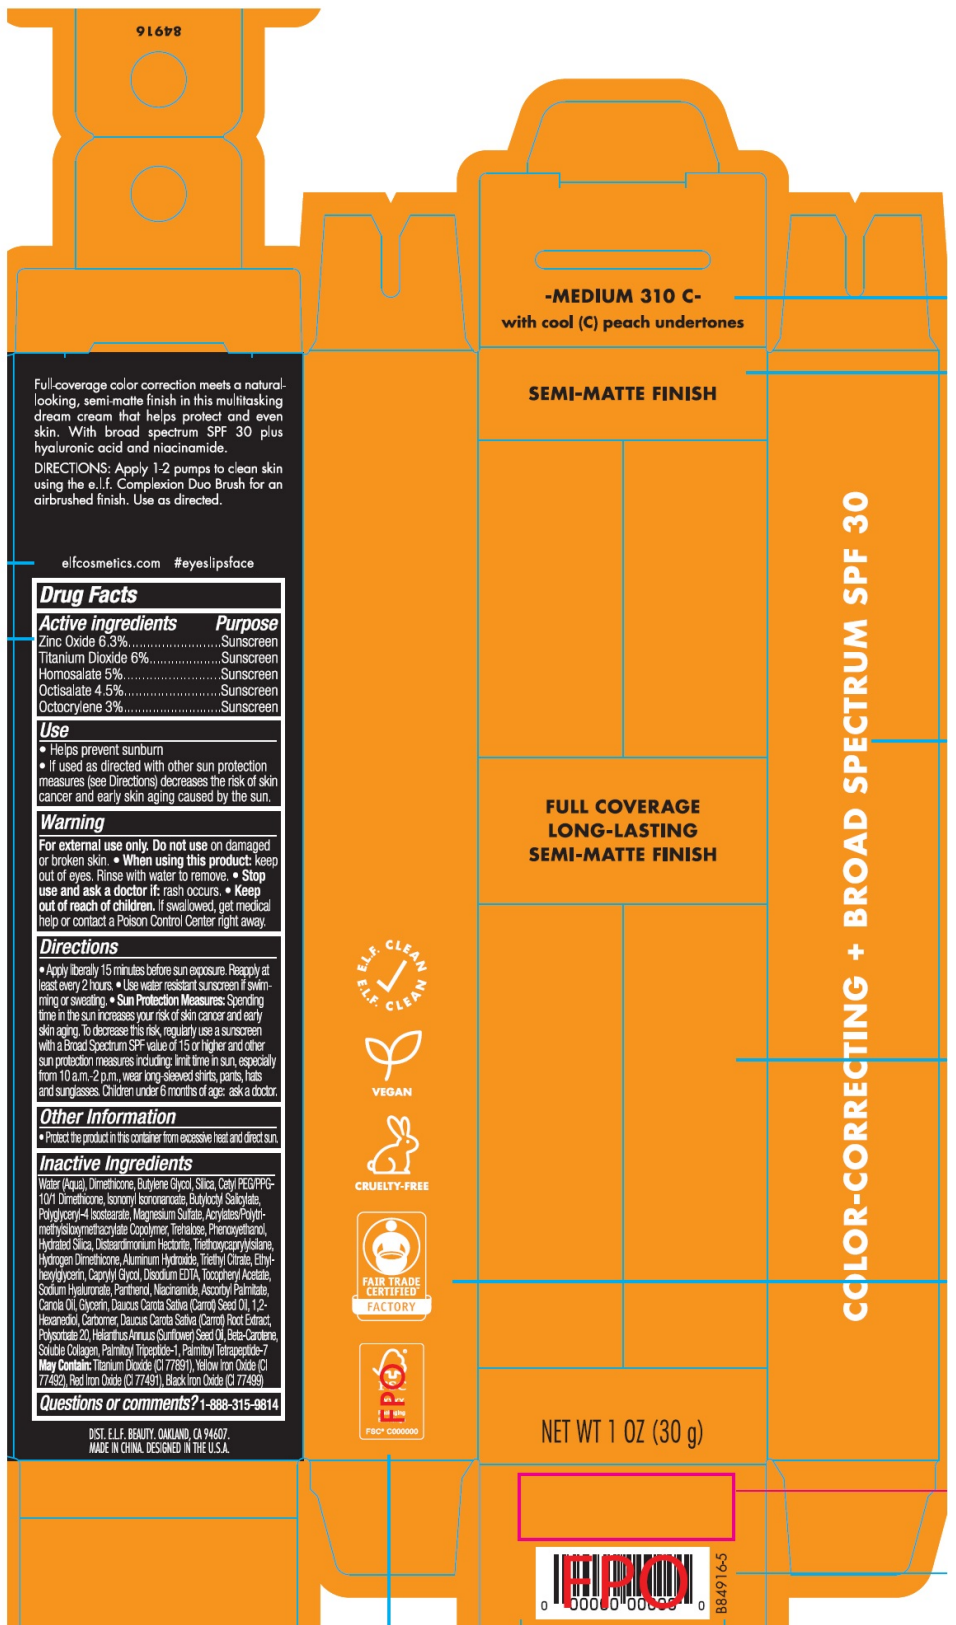 84916
Full-coverage color correction meets a natural-
looking, semi-matte finish in this multitasking
dream cream that helps protect and even
skin. With broad spectrum SPF 30 plus
hyaluronic acid and niacinamide.
DIRECTIONS: Apply 1-2 pumps to clean skin
using the e.l.f. Complexion Duo Brush for an
airbrushed finish. Use as directed.
elfcosmetics.com #eyeslipsface
Drug Facts
Active ingredients Purpose
Zinc Oxide 6.3%........................Sunscreen
Titanium Dioxide 6%...................Sunscreen
Homosalate 5%..........................Sunscreen
Octisalate 4.5%.........................Sunscreen
Octocrylene 3%..........................Sunscreen
Use
• Helps prevent sunburn
• If used as directed with other sun protection
measures (see Directions) decreases the risk of skin
cancer and early skin aging caused by the sun.
Warning
For external use only. Do not use on damaged
or broken skin. • When using this product: keep
out of eyes. Rinse with water to remove. • Stop
use and ask a doctor if: rash occurs. • Keep
out of reach of children. If swallowed, get medical
help or contact a Poison Control Center right away.
Directions
• Apply liberally 15 minutes before sun exposure. Reapply at
least every 2 hours. • Use water resistant sunscreen if swim-
ming or sweating. • Sun Protection Measures: Spending
time in the sun increases your risk of skin cancer and early
skin aging. To decrease this risk, regularly use a sunscreen
with a Broad Spectrum SPF value of 15 or higher and other
sun protection measures including: limit time in sun, especially
from 10 a.m.-2 p.m., wear long-sleeved shirts, pants, hats
and sunglasses. Children under 6 months of age: ask a doctor.
Other Information
• Protect the product in this container from excessive heat and direct sun.
Inactive Ingredients
Water (Aqua), Dimethicone, Butylene Glycol, Silica, Cetyl PEG/PPG-
10/1 Dimethicone, Isononyl Isononanoate, Butyloctyl Salicylate,
Polyglyceryl-4 Isostearate, Magnesium Sulfate, Acrylates/Polytri-
methylsiloxymethacrylate Copolymer, Trehalose, Phenoxyethanol,
Hydrated Silica, Disteardimonium Hectorite, Triethoxycaprylylsilane,
Hydrogen Dimethicone, Aluminum Hydroxide, Triethyl Citrate, Ethyl-
hexylglycerin, Caprylyl Glycol, Disodium EDTA, Tocopheryl Acetate,
Sodium Hyaluronate, Panthenol, Niacinamide, Ascorbyl Palmitate,
Canola Oil, Glycerin, Daucus Carota Sativa (Carrot) Seed Oil, 1,2-
Hexanediol, Carbomer, Daucus Carota Sativa (Carrot) Root Extract,
Polysorbate 20, Helianthus Annuus (Sunflower) Seed Oil, Beta-Carotene,
Soluble Collagen, Palmitoyl Tripeptide-1, Palmitoyl Tetrapeptide-7
May Contain: Titanium Dioxide (CI 77891), Yellow Iron Oxide (CI
77492), Red Iron Oxide (CI 77491), Black Iron Oxide (CI 77499)
Questions or comments? 1-888-315-9814
DIST. E.L.F. BEAUTY. OAKLAND, CA 94607.
MADE IN CHINA. DESIGNED IN THE U.S.A.
E.L.F. CLEAN
E.L.F. CLEAN
VEGAN
CRUELTY-FREE
FAIR TRADE
CERTIFIED
FACTORY
FPO
FSC® C000000
-MEDIUM 310 C-
with cool (C) peach undertones
SEMI-MATTE FINISH
FULL COVERAGE
LONG-LASTING
SEMI-MATTE FINISH
NET WT 1 OZ (30 g)
FPO
0 00000 00000 0
B84916-5
COLOR-CORRECTING + BROAD SPECTRUM SPF 30